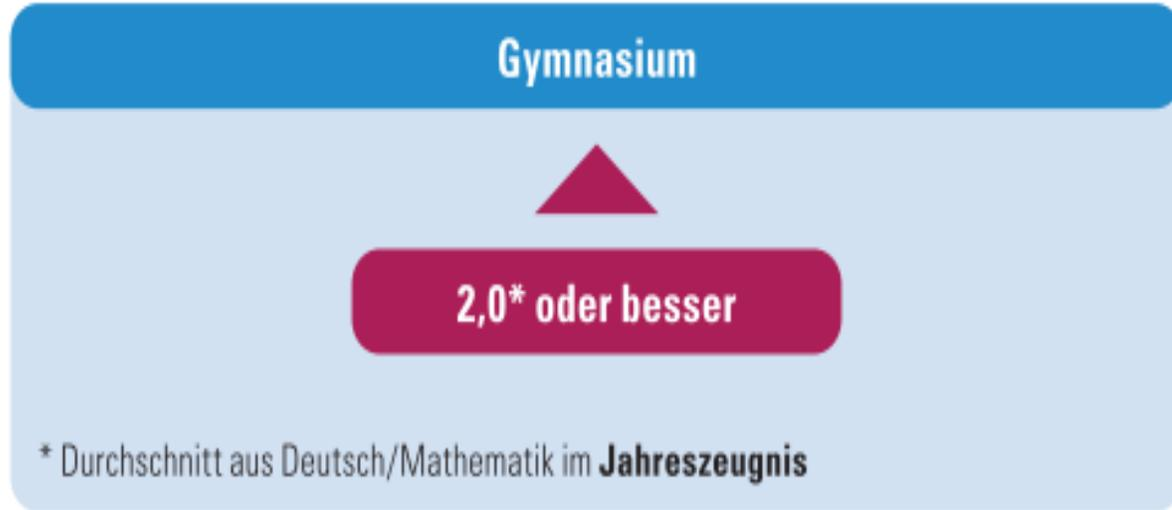 Gymnasium
2,0* oder besser
* Durchschnitt aus Deutsch/Mathematik im Jahreszeugnis